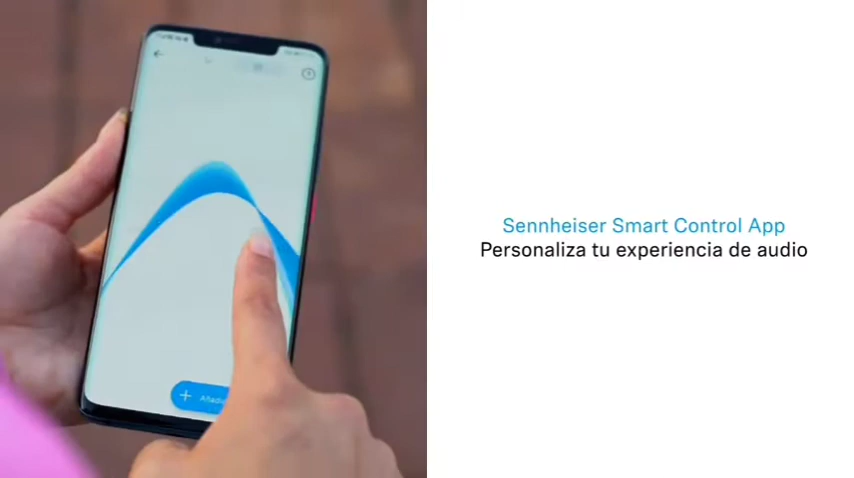 Sennheiser Smart Control App
Personaliza tu experiencia de audio